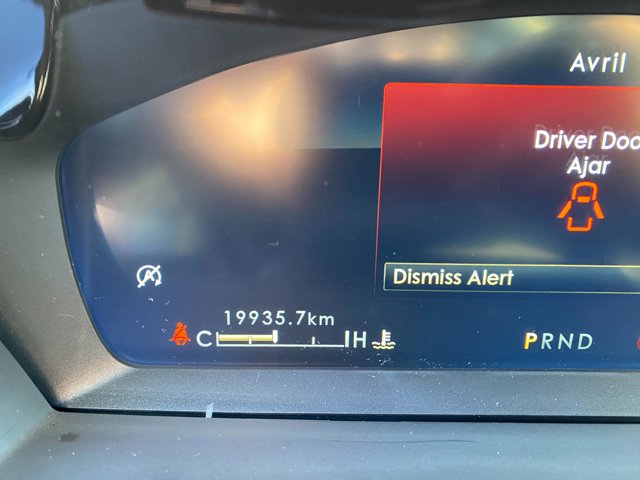 Avril
Driver Doo
Ajar
Dismiss Alert
19935.7km
C H
PRND